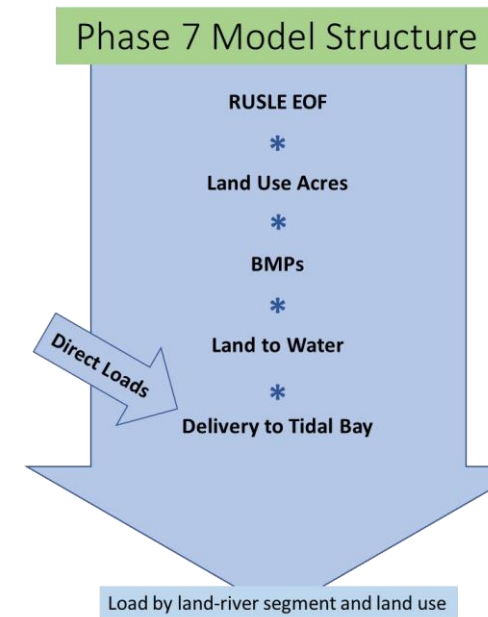 Phase 7 Model Structure
RUSLE EOF
*
Land Use Acres
*
BMPs
*
Land to Water
Direct Loads
*
Delivery to Tidal Bay
Load by land-river segment and land use